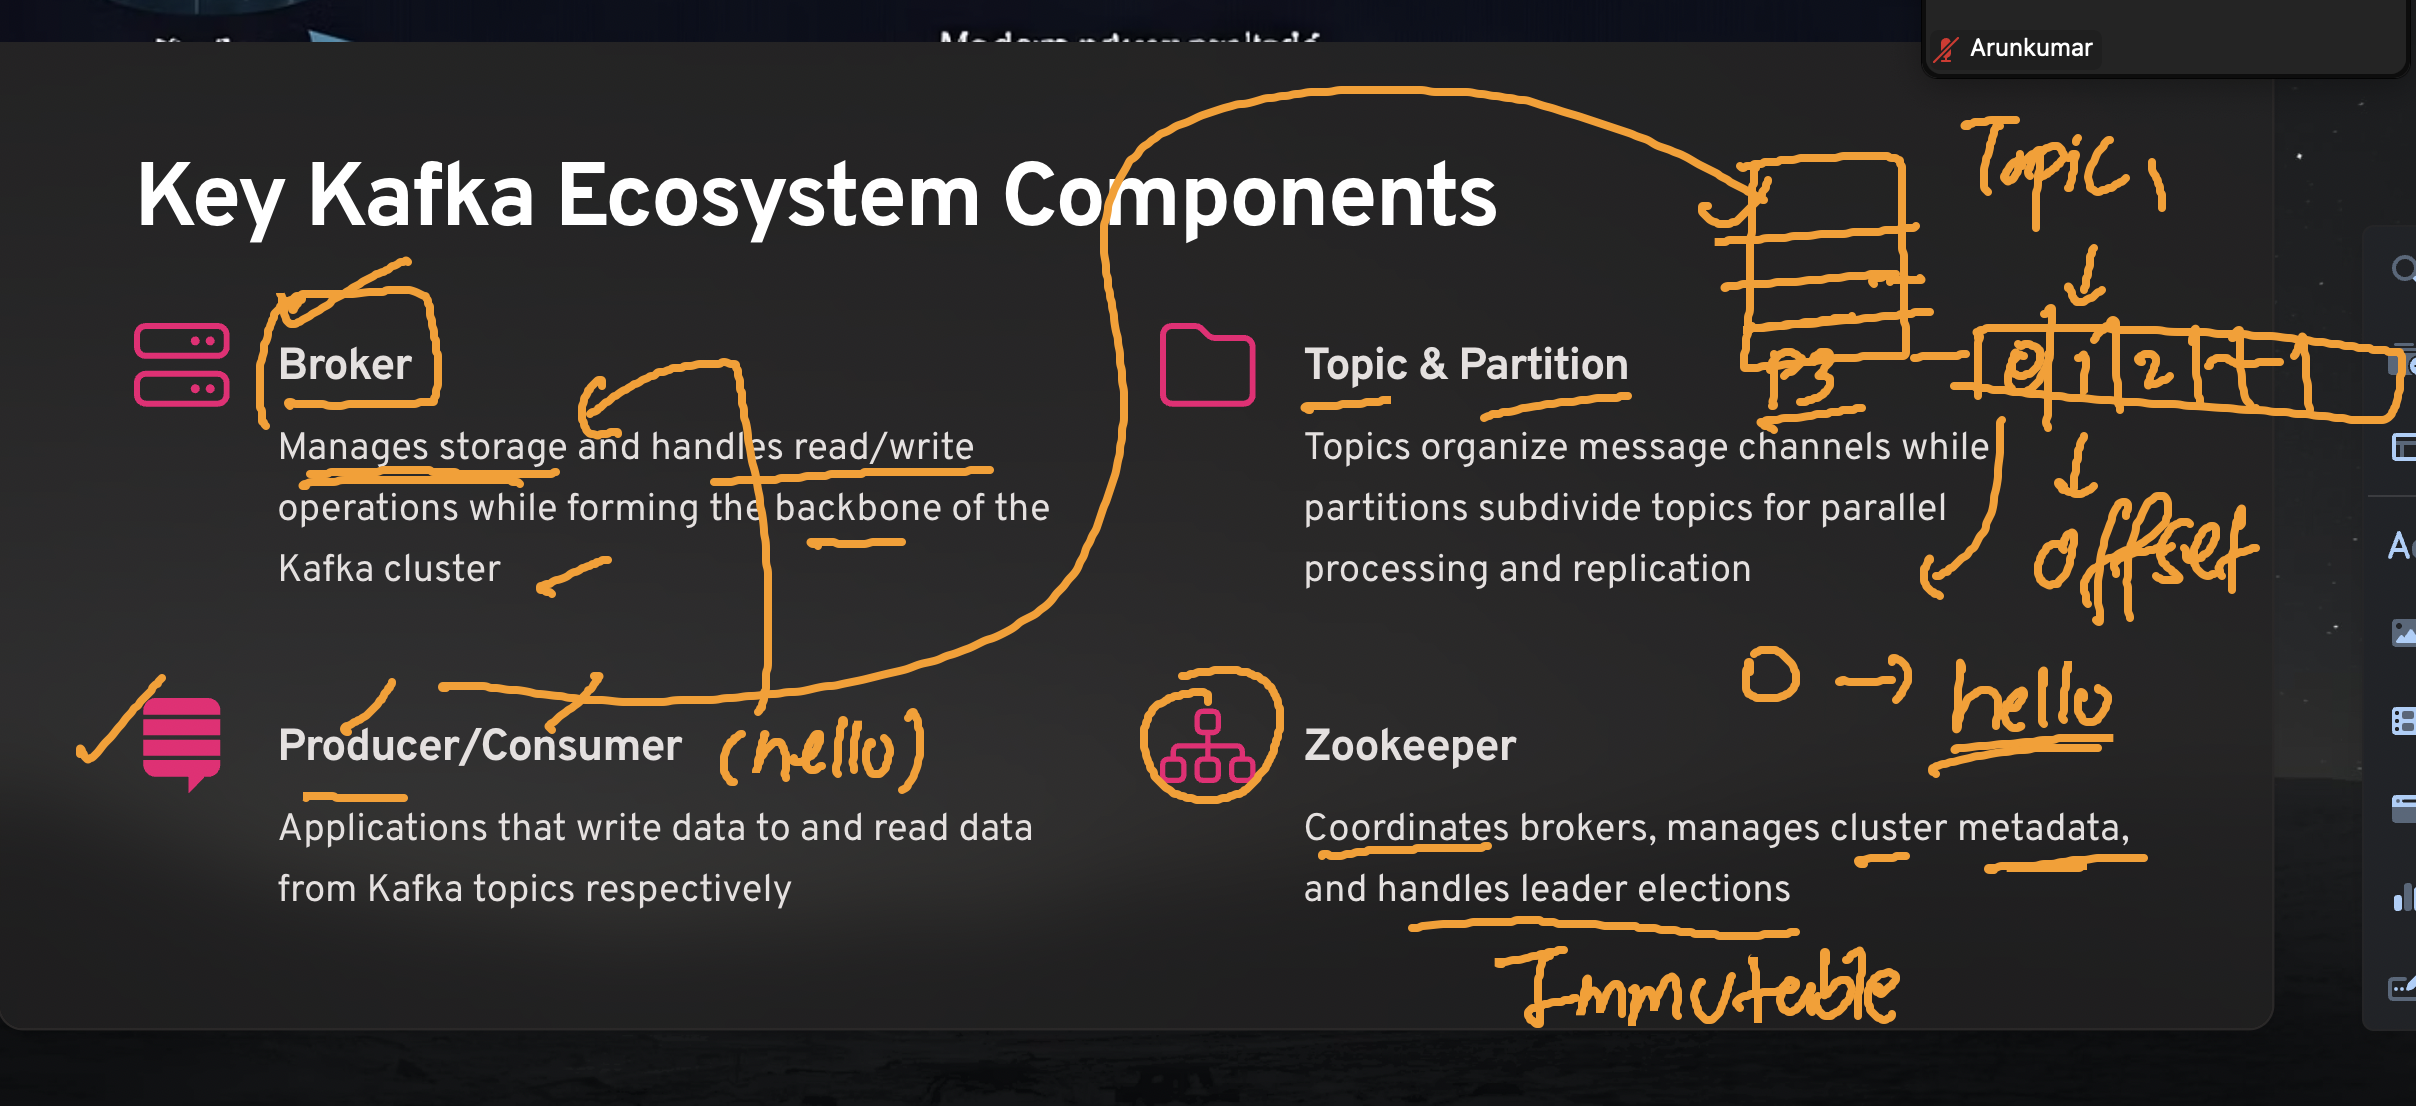 Arunkumar
Key Kafka Ecosystem Components
Topic 1
Broker
Manages storage and handles read/write
operations while forming the backbone of the
Kafka cluster
Topic & Partition
P3
0 1 2
Topics organize message channels while
partitions subdivide topics for parallel
processing and replication
offset
0 → hello
Producer/Consumer (hello)
Applications that write data to and read data
from Kafka topics respectively
Zookeeper
Coordinates brokers, manages cluster metadata,
and handles leader elections
Immutable